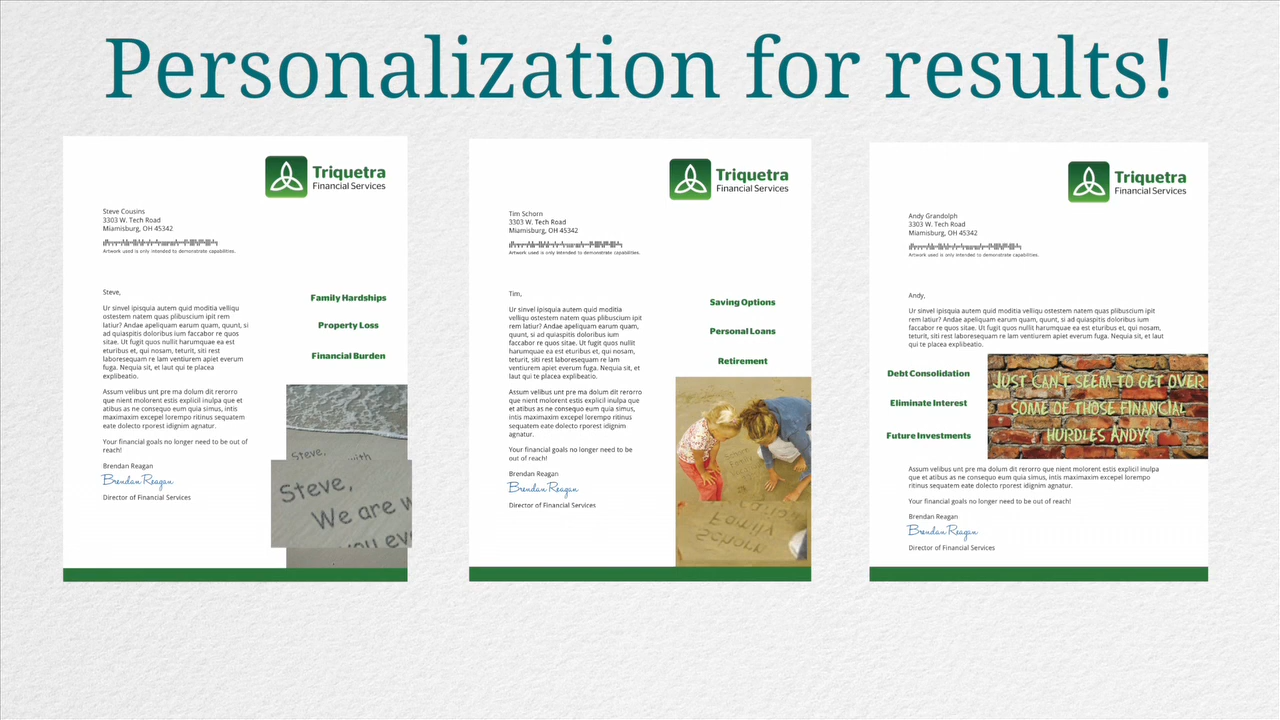 Personalization for results!
Triquetra
Financial Services
Steve Cousins
3303 W. Tech Road
Miamisburg, OH 45342
Artwork used is only intended to demonstrate capabilities.
Steve,
Ur sinvel ipisquia autem quid moditia velliqu
ostestem natem quas plibuscium ipit rem
latiur? Andae apeliquam earum quam, quunt, si
ad quiaspitis doloribus ium faccabor re quos
sitae. Ut fugit quos nullit harumquae ea est
eturibus et, qui nosam, teturit, siti rest
laboresequam re lam ventiurem apiet everum
fuga. Nequia sit, et laut qui te placea
explibeatio.
Assum velibus unt pre ma dolum dit rerorro
que nient molorent estis explicil que et
atibus as ne consequo eum quia simus, intis
maximaxim excepel lorempo ritinus sequatem
eate dolecto rporest idignim agnatur.
Your financial goals no longer need to be out of
reach!
Brendan Reagan
Brendan Reagan
Director of Financial Services
Family Hardships
Property Loss
Financial Burden
Steve,
with
Steve,
We are w
you ev
Triquetra
Financial Services
Tim Schorn
3303 W. Tech Road
Miamisburg, OH 45342
Artwork used is only intended to demonstrate capabilities.
Tim,
Ur sinvel ipisquia autem quid moditia
velliqu ostestem natem quas plibuscium
ipit rem latiur? Andae apeliquam earum
quam, quunt, si ad quiaspitis doloribus
ium faccabor re quos sitae. Ut fugit quos
nullit harumquae ea est eturibus et, qui
nosam, teturit, siti rest laboresequam re
lam ventiurem apiet everum fuga. Nequia
sit, et laut qui te placea explibeatio.
Assum velibus unt pre ma dolum dit rerorro
que nient molorent estis explicil que et
atibus as ne consequo eum quia simus,
intis maximaxim excepel lorempo ritinus
sequatem eate dolecto rporest idignim
agnatur.
Your financial goals no longer need to be
out of reach!
Brendan Reagan
Brendan Reagan
Director of Financial Services
Saving Options
Personal Loans
Retirement
Schorn
Family
Triquetra
Financial Services
Andy Grandolph
3303 W. Tech Road
Miamisburg, OH 45342
Artwork used is only intended to demonstrate capabilities.
Andy,
Ur sinvel ipisquia autem quid moditia velliqu ostestem natem quas plibuscium ipit
rem latiur? Andae apeliquam earum quam, quunt, si ad quiaspitis doloribus ium
faccabor re quos sitae. Ut fugit quos nullit harumquae ea est eturibus et, qui nosam,
teturit, siti rest laboresequam re lam ventiurem apiet everum fuga. Nequia sit, et laut
qui te placea explibeatio.
Debt Consolidation
Eliminate Interest
Future Investments
JUST CAN'T SEEM TO GET OVER
SOME OF THOSE FINANCIAL
HURDLES ANDY?
Assum velibus unt pre ma dolum dit rerorro que nient molorent estis explicil que
et atibus as ne consequo eum quia simus, intis maximaxim excepel lorempo
ritinus sequatem eate dolecto rporest idignim agnatur.
Your financial goals no longer need to be out of reach!
Brendan Reagan
Brendan Reagan
Director of Financial Services